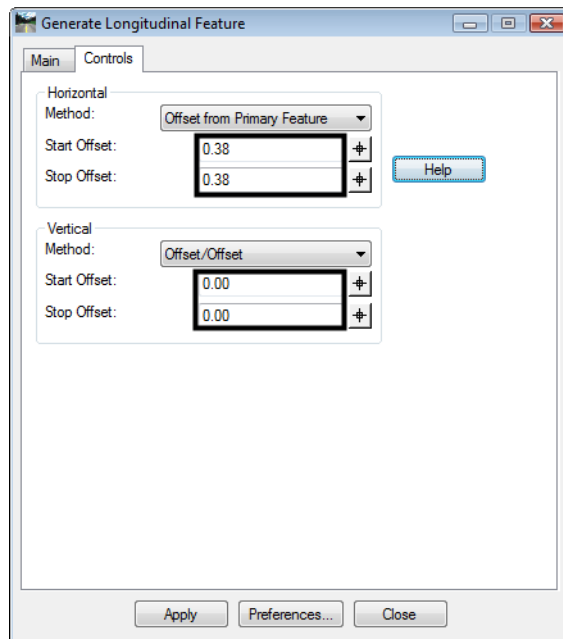 Generate Longitudinal Feature
Main Controls
Horizontal
Method: Offset from Primary Feature
Start Offset: 0.38
Stop Offset: 0.38
Help
Vertical
Method: Offset/Offset
Start Offset: 0.00
Stop Offset: 0.00
Apply Preferences... Close